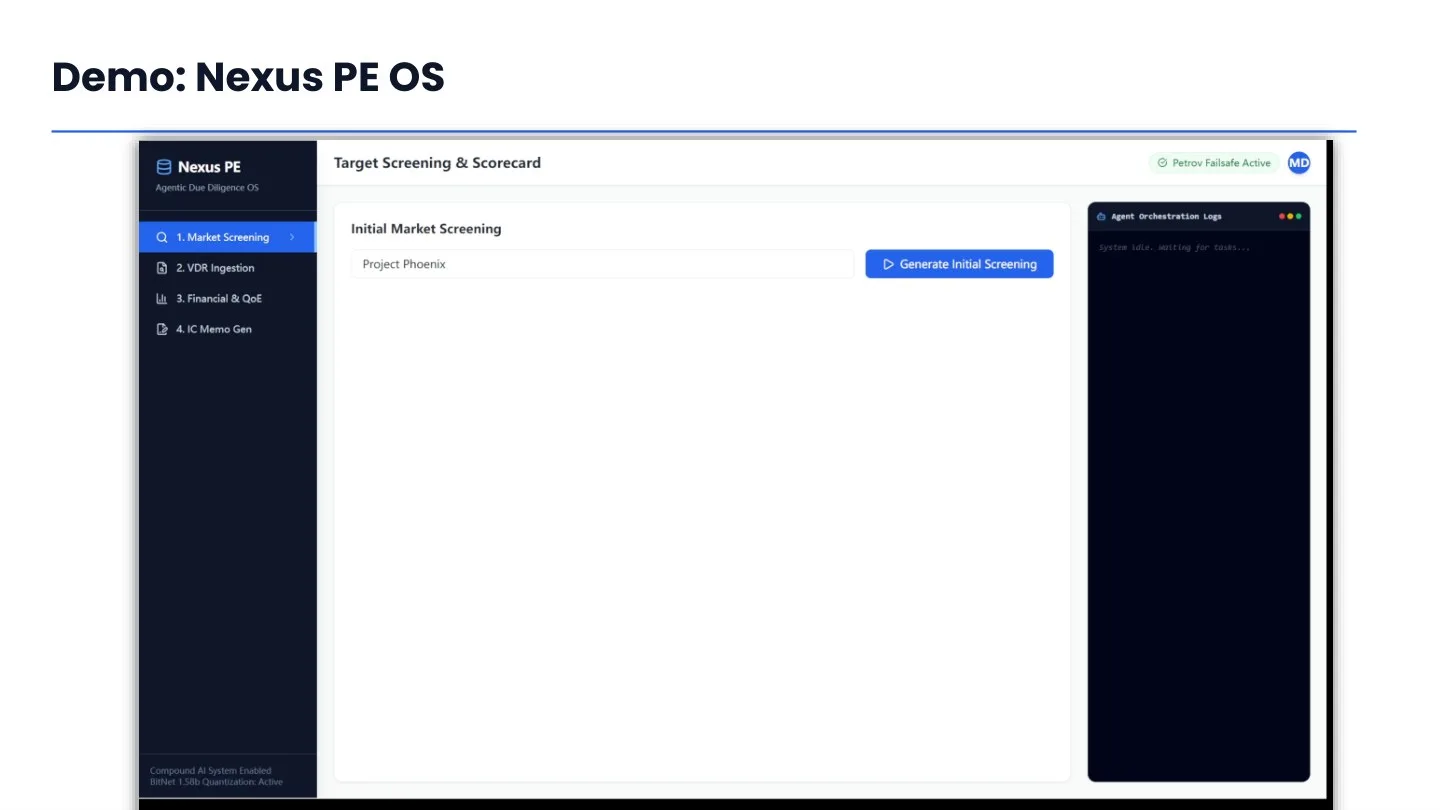 Demo: Nexus PE OS
Nexus PE
Agentic Due Diligence OS
1. Market Screening
2. VDR Ingestion
3. Financial & QoE
4. IC Memo Gen
Compound AI System Enabled
BitNet 1.58b Quantization: Active
Target Screening & Scorecard
Petrov Failsafe Active
MD
Initial Market Screening
Project Phoenix
Generate Initial Screening
Agent Orchestration Logs
System idle. Waiting for tasks...